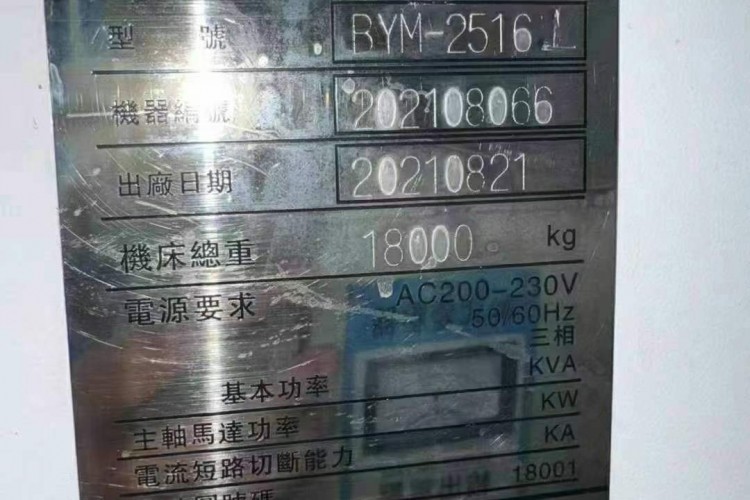 型 號 BYM-2516 L
機器編號 202108066
出廠日期 20210821
機床總重 18000 kg
電源要求 AC200-230V
50/60Hz
三相
基本功率 KVA
主軸馬達功率 KW
電流短路切斷能力 KA
18001